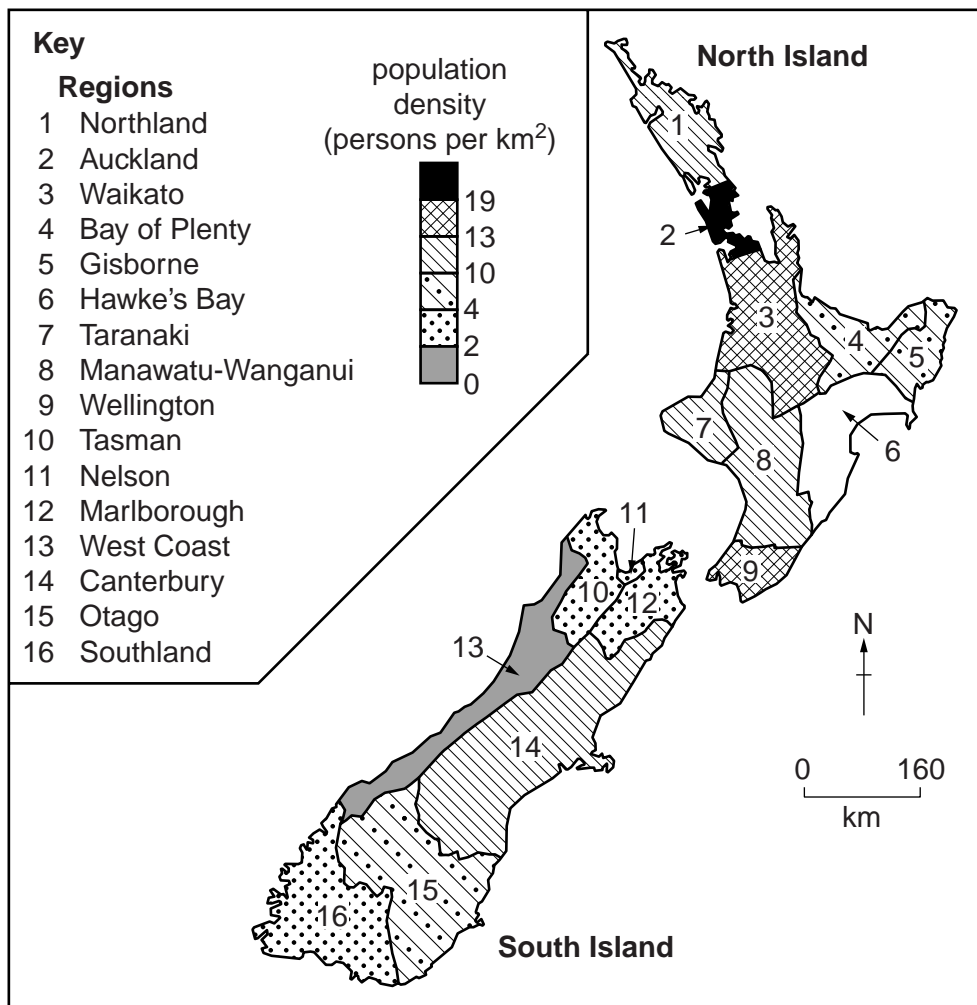 Key
Regions
1 Northland
2 Auckland
3 Waikato
4 Bay of Plenty
5 Gisborne
6 Hawke’s Bay
7 Taranaki
8 Manawatu-Wanganui
9 Wellington
10 Tasman
11 Nelson
12 Marlborough
13 West Coast
14 Canterbury
15 Otago
16 Southland
population
density
(persons per km²)
19
13
10
4
2
0
North Island
1
2
3
4
5
6
7
8
9
11
10
12
13
14
15
16
South Island
N
0 160
km